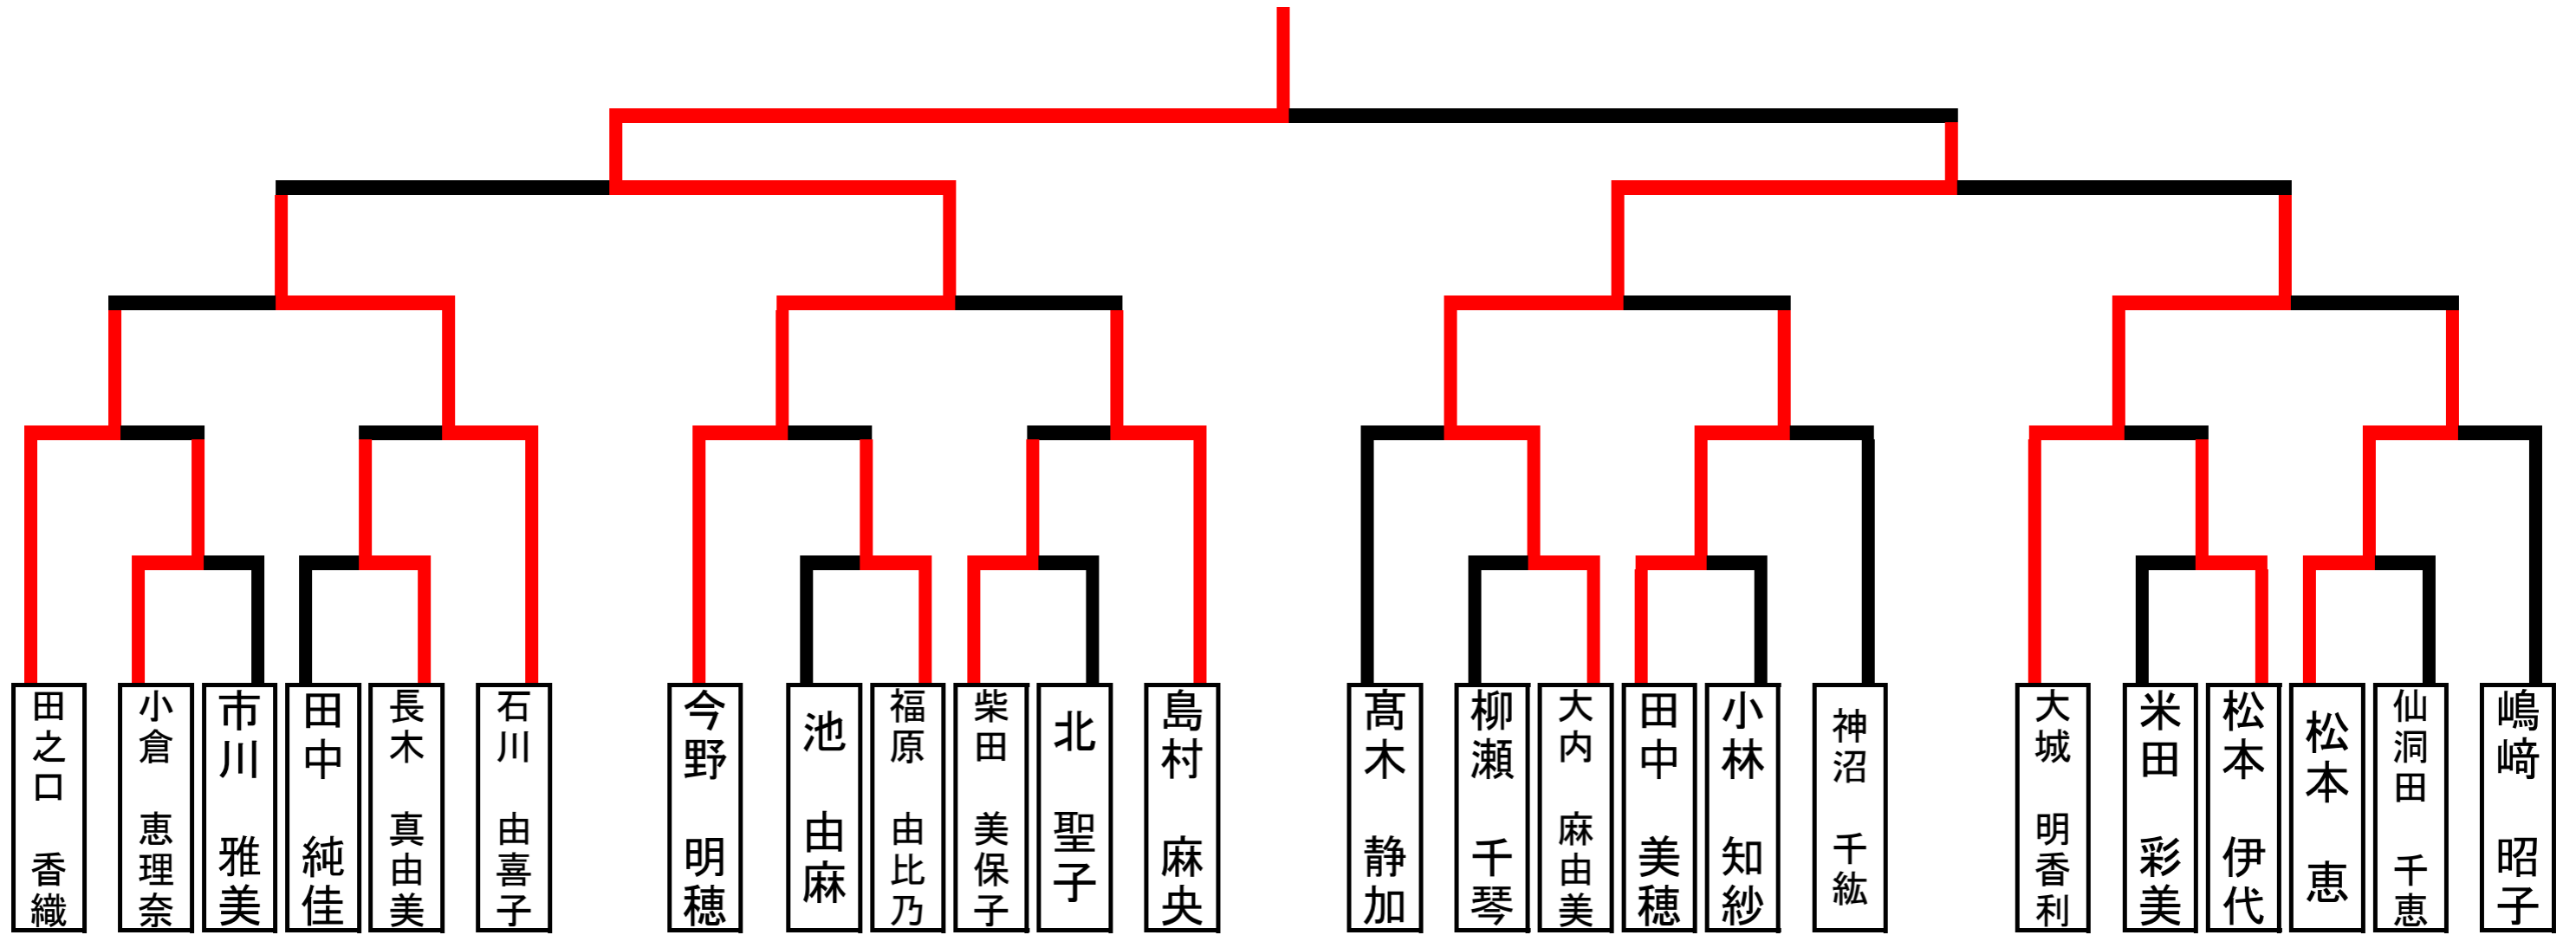 田之口 香織
小倉 恵理奈
市川 雅美
田中 純佳
長木 真由美
石川 由喜子
今野 明穂
池 由麻
福原 由比乃
柴田 美保子
北 聖子
島村 麻央
髙木 静加
柳瀬 千琴
大内 麻由美
田中 美穂
小林 知紗
神沼 千紘
大城 明香利
米田 彩美
松本 伊代
松本 恵
仙洞田 千恵
嶋﨑 昭子